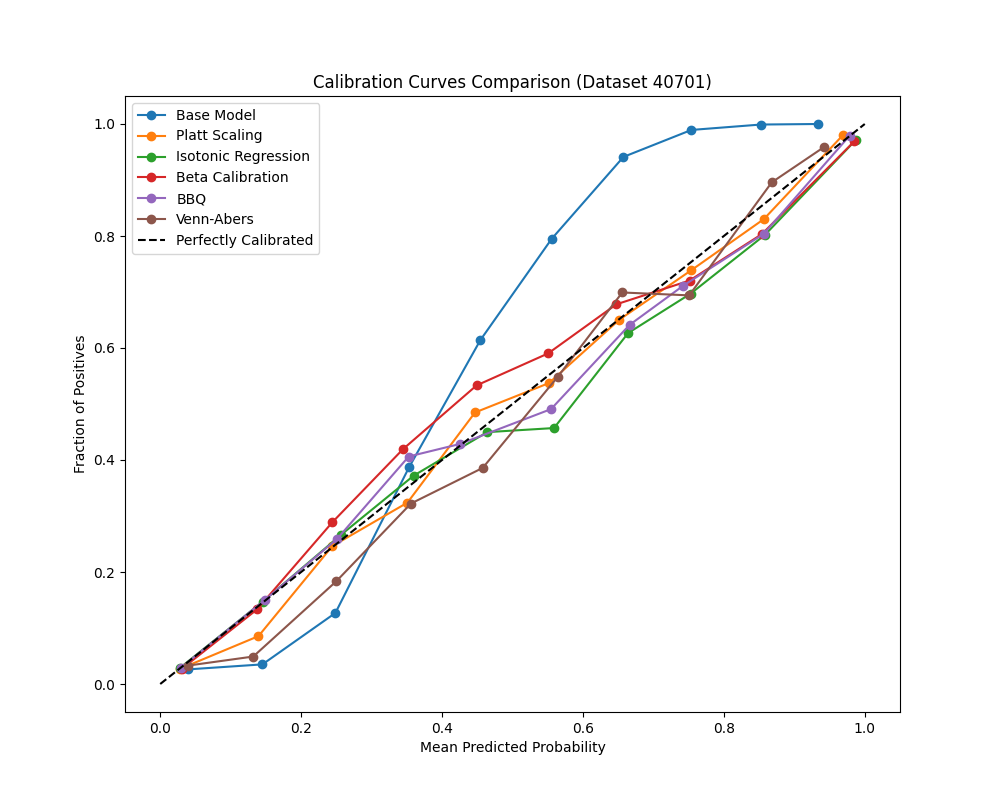 Calibration Curves Comparison (Dataset 40701)
Base Model
Platt Scaling
Isotonic Regression
Beta Calibration
BBQ
Venn-Abers
Perfectly Calibrated
1.0
0.8
0.6
0.4
0.2
0.0
Fraction of Positives
0.0 0.2 0.4 0.6 0.8 1.0
Mean Predicted Probability